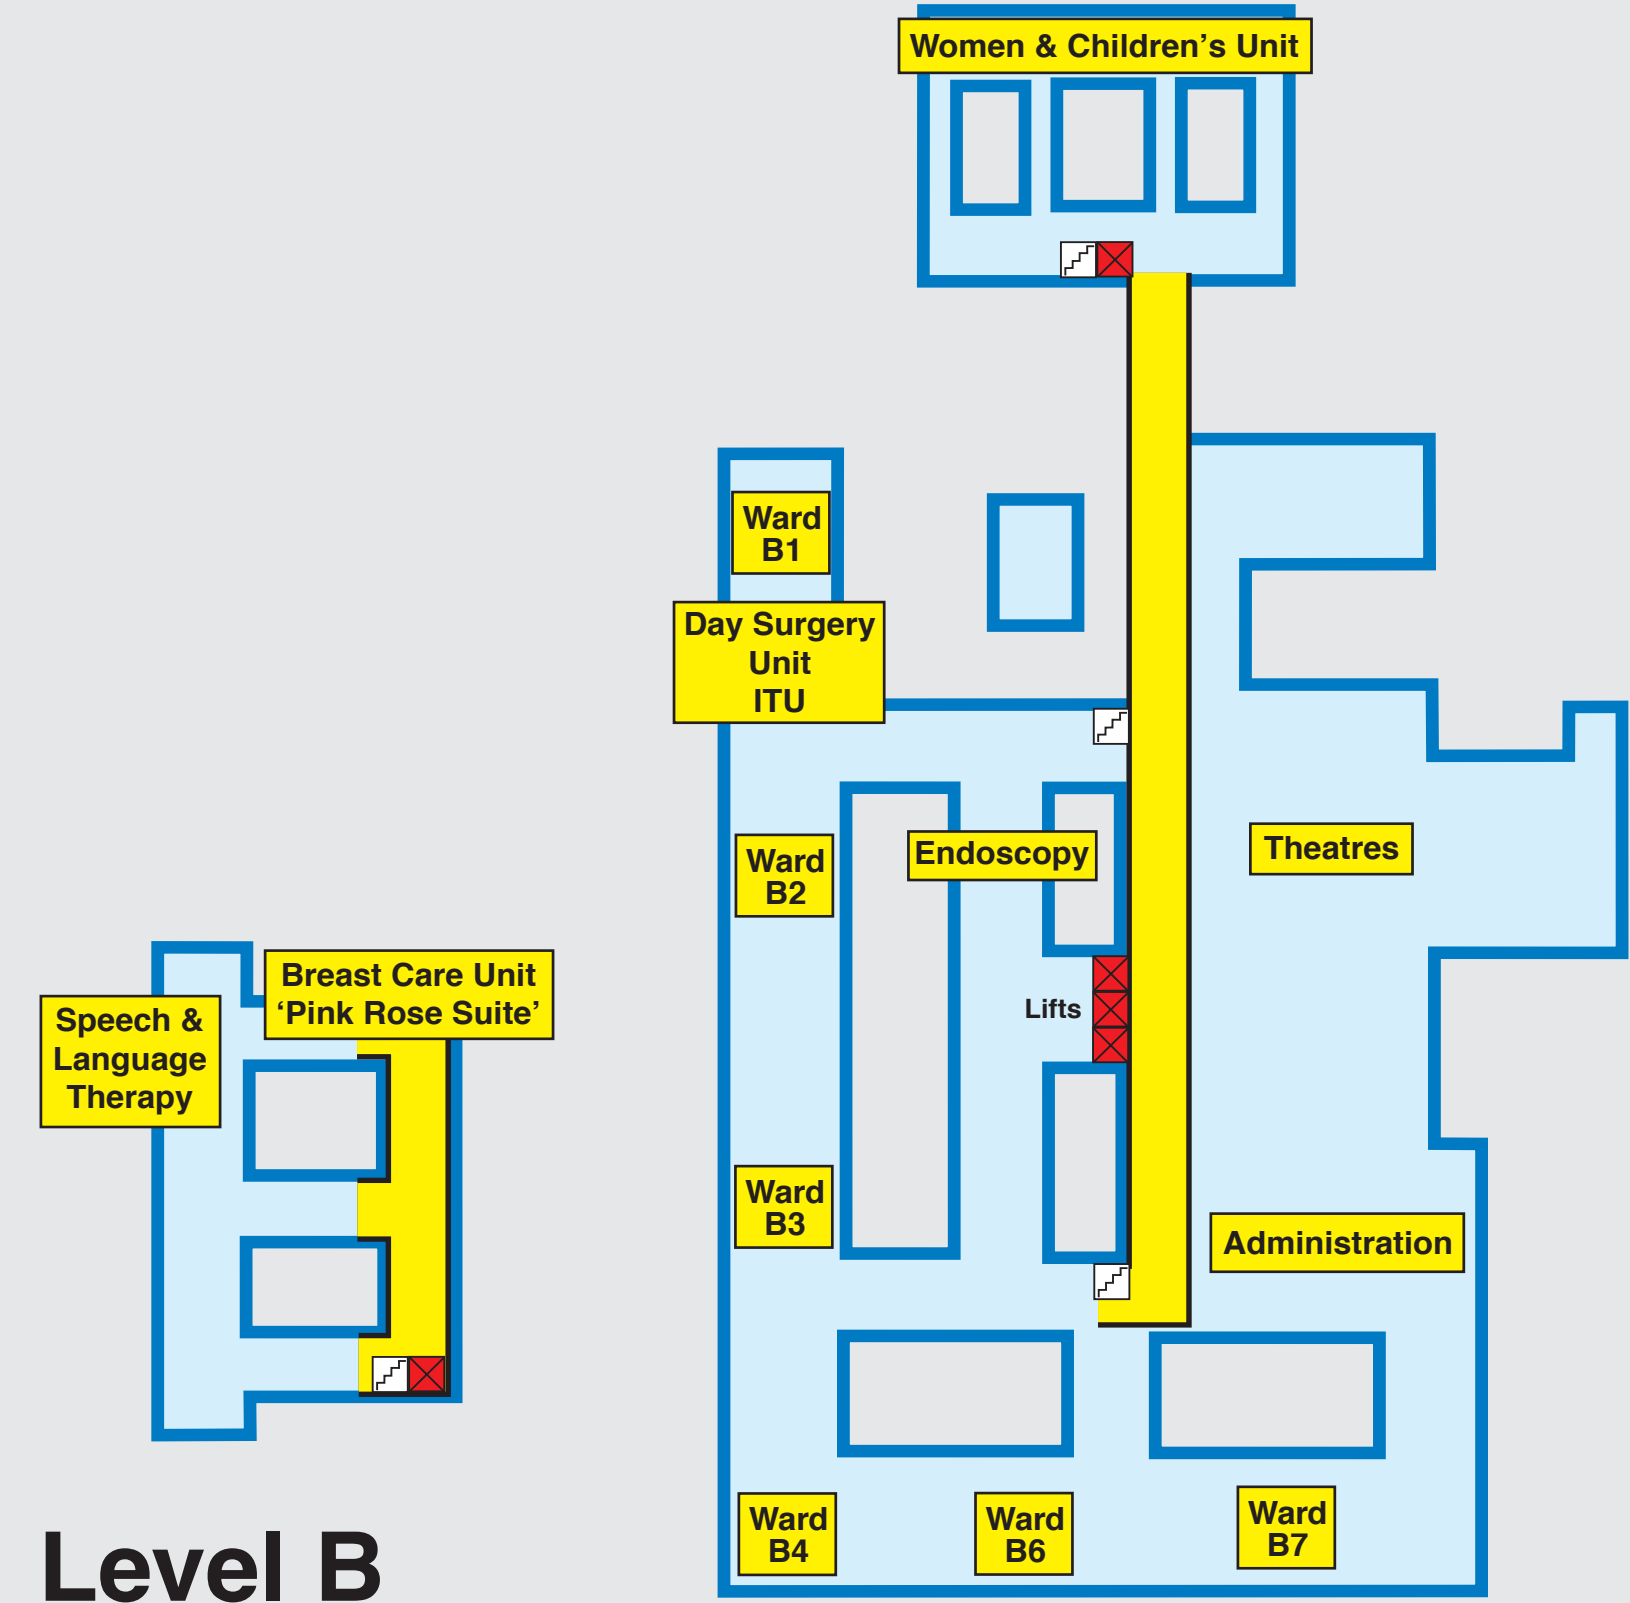 Women & Children’s Unit
Ward
B1
Day Surgery
Unit
ITU
Ward
B2
Endoscopy
Theatres
Breast Care Unit
‘Pink Rose Suite’
Speech &
Language
Therapy
Lifts
Ward
B3
Administration
Ward
B4
Ward
B6
Ward
B7
Level B